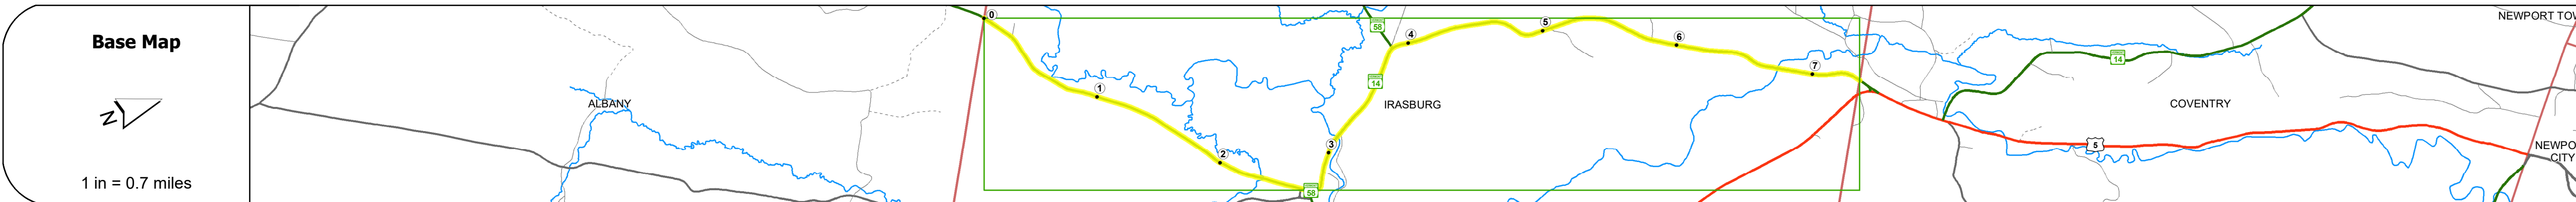 Base Map
N
1 in = 0.7 miles
ALBANY
0
1
2
3
4
5
6
7
58
14
58
IRASBURG
14
COVENTRY
5
NEWPORT TOW
NEWPO
CITY